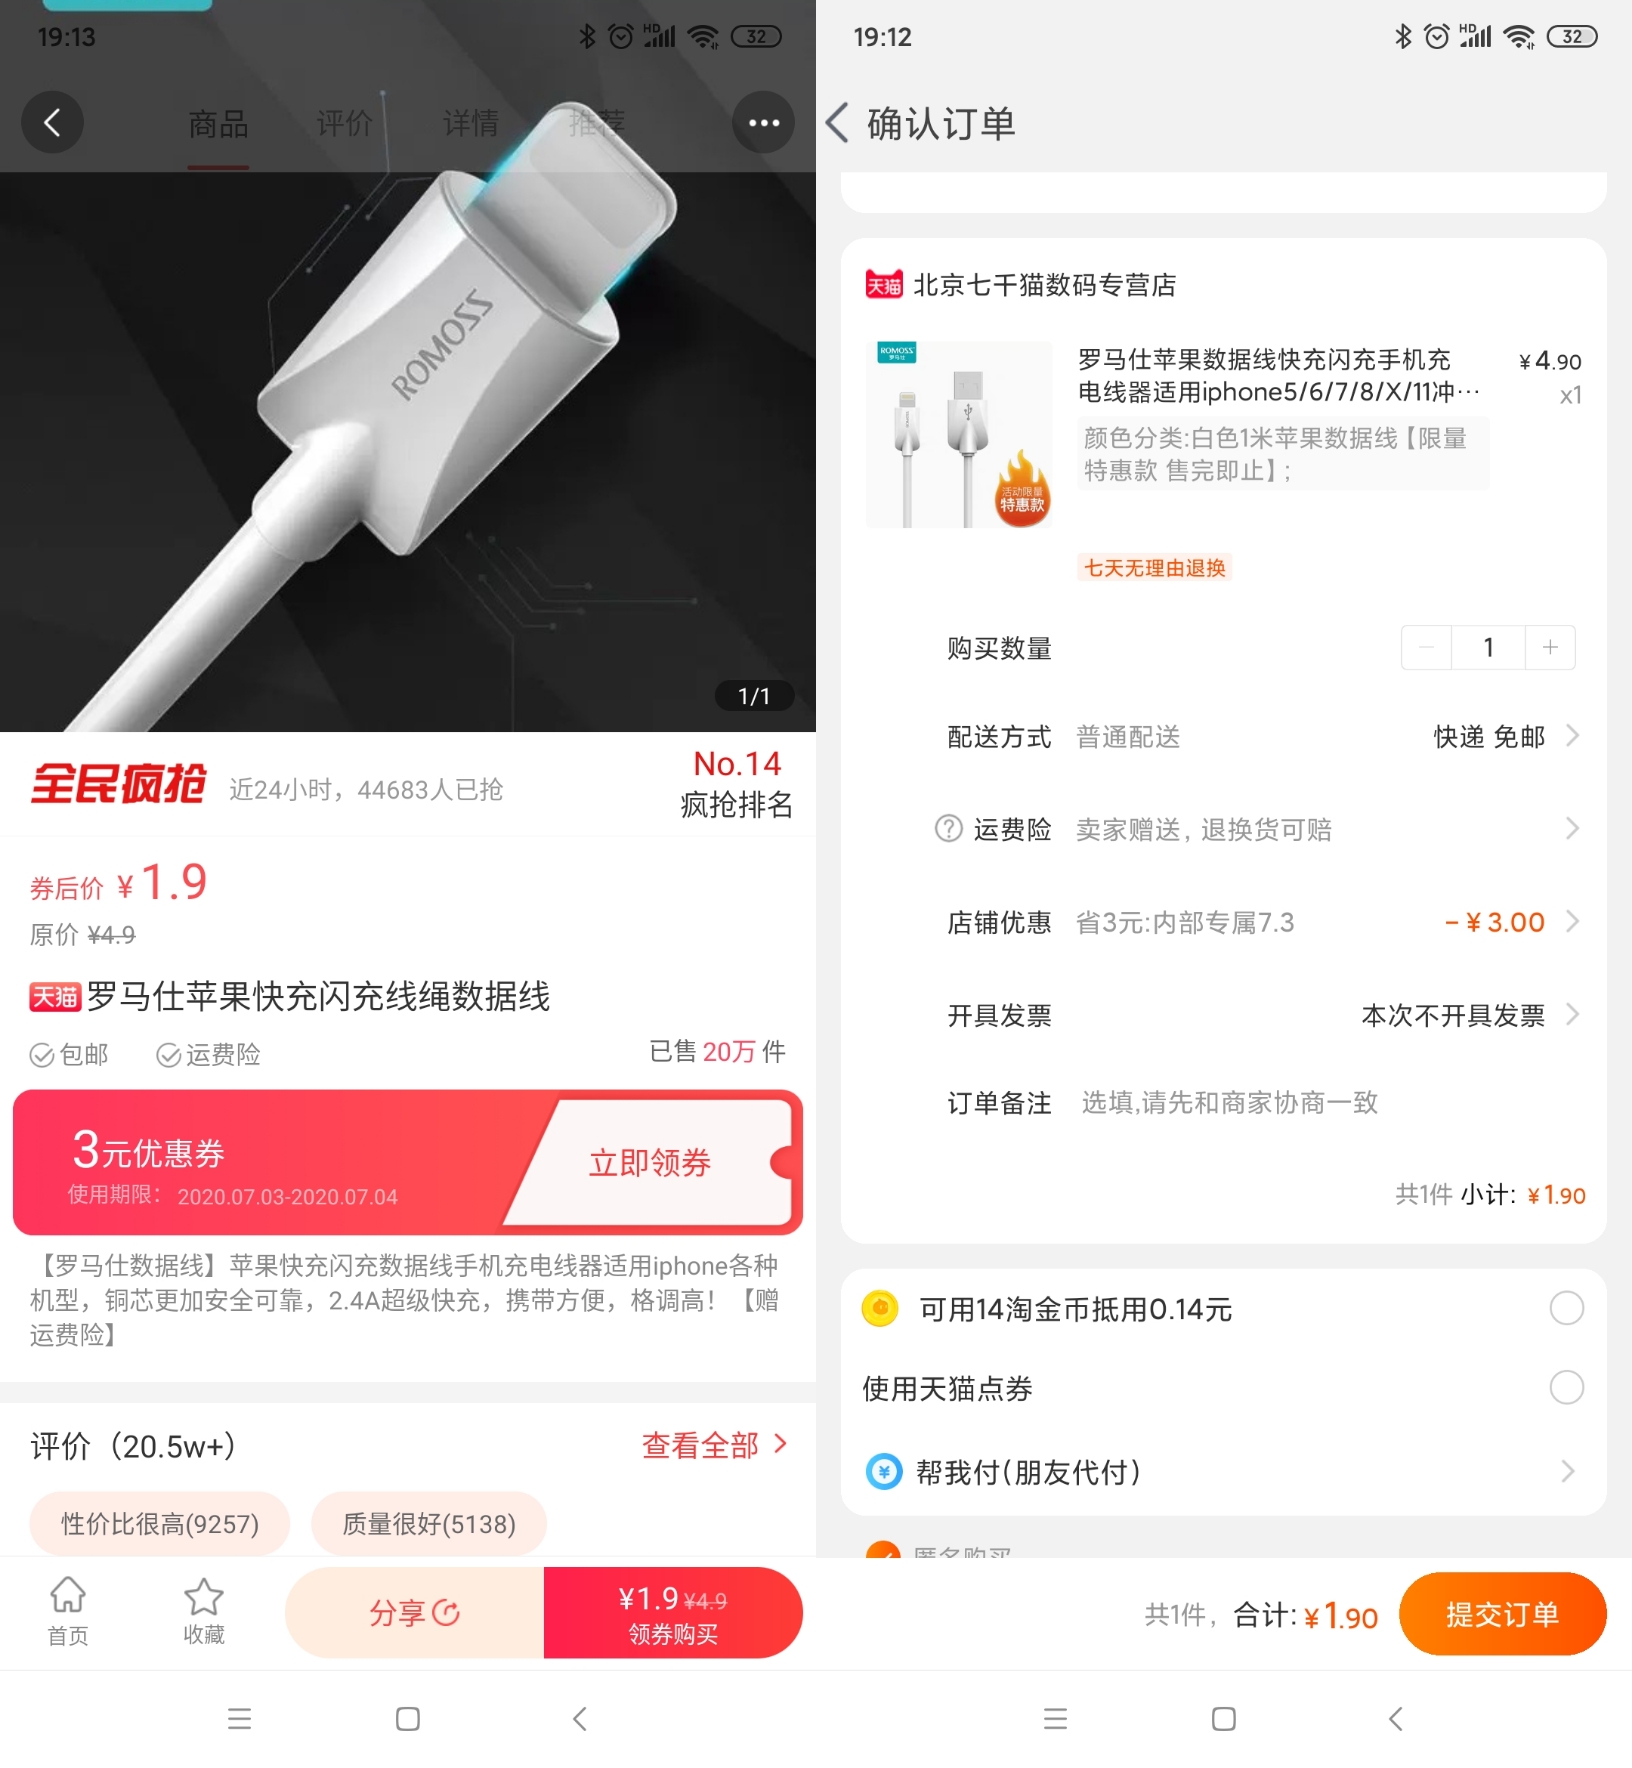 19:13
HD
32
商品
评价
详情
推荐
ROMOSS
1/1
全民疯抢
近24小时，44683人已抢
No.14
疯抢排名
券后价 ¥1.9
原价 ¥4.9
天猫 罗马仕苹果快充闪充线绳数据线
包邮
运费险
已售 20万 件
3元优惠券
使用期限： 2020.07.03-2020.07.04
立即领券
【罗马仕数据线】苹果快充闪充数据线手机充电线器适用iphone各种
机型，铜芯更加安全可靠，2.4A超级快充，携带方便，格调高！【赠
运费险】
评价（20.5w+）
查看全部
性价比很高(9257)
质量很好(5138)
首页
收藏
分享
¥1.9 ¥4.9
领券购买
19:12
HD
32
确认订单
天猫 北京七千猫数码专营店
ROMOSS
罗马仕
活动限量
特惠款
罗马仕苹果数据线快充闪充手机充
电线器适用iphone5/6/7/8/X/11冲…
¥4.90
x1
颜色分类:白色1米苹果数据线【限量
特惠款 售完即止】;
七天无理由退换
购买数量
1
配送方式 普通配送 快递 免邮
运费险 卖家赠送，退换货可赔
店铺优惠 省3元:内部专属7.3 -¥3.00
开具发票 本次不开具发票
订单备注 选填,请先和商家协商一致
共1件 小计: ¥1.90
可用14淘金币抵用0.14元
使用天猫点券
帮我付(朋友代付)
匿名购买
共1件，合计: ¥1.90
提交订单